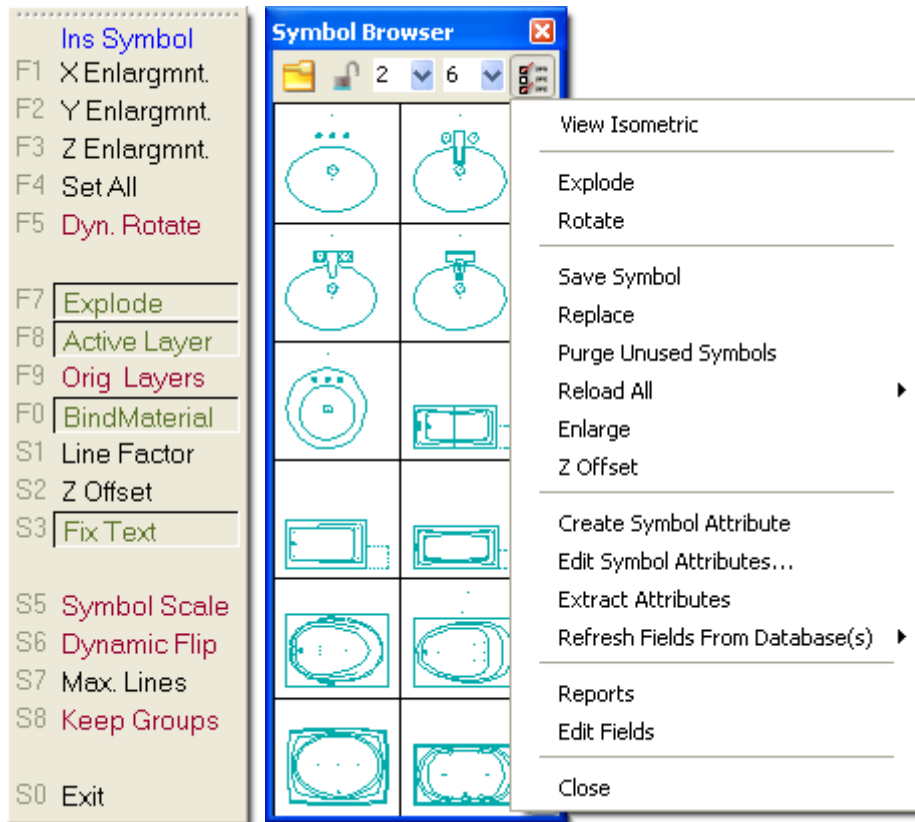 Ins Symbol
F1 X Enlargmnt.
F2 Y Enlargmnt.
F3 Z Enlargmnt.
F4 Set All
F5 Dyn. Rotate
F7 Explode
F8 Active Layer
F9 Orig Layers
F0 BindMaterial
S1 Line Factor
S2 Z Offset
S3 Fix Text
S5 Symbol Scale
S6 Dynamic Flip
S7 Max. Lines
S8 Keep Groups
S0 Exit
Symbol Browser
2 6
View Isometric
Explode
Rotate
Save Symbol
Replace
Purge Unused Symbols
Reload All
Enlarge
Z Offset
Create Symbol Attribute
Edit Symbol Attributes...
Extract Attributes
Refresh Fields From Database(s)
Reports
Edit Fields
Close